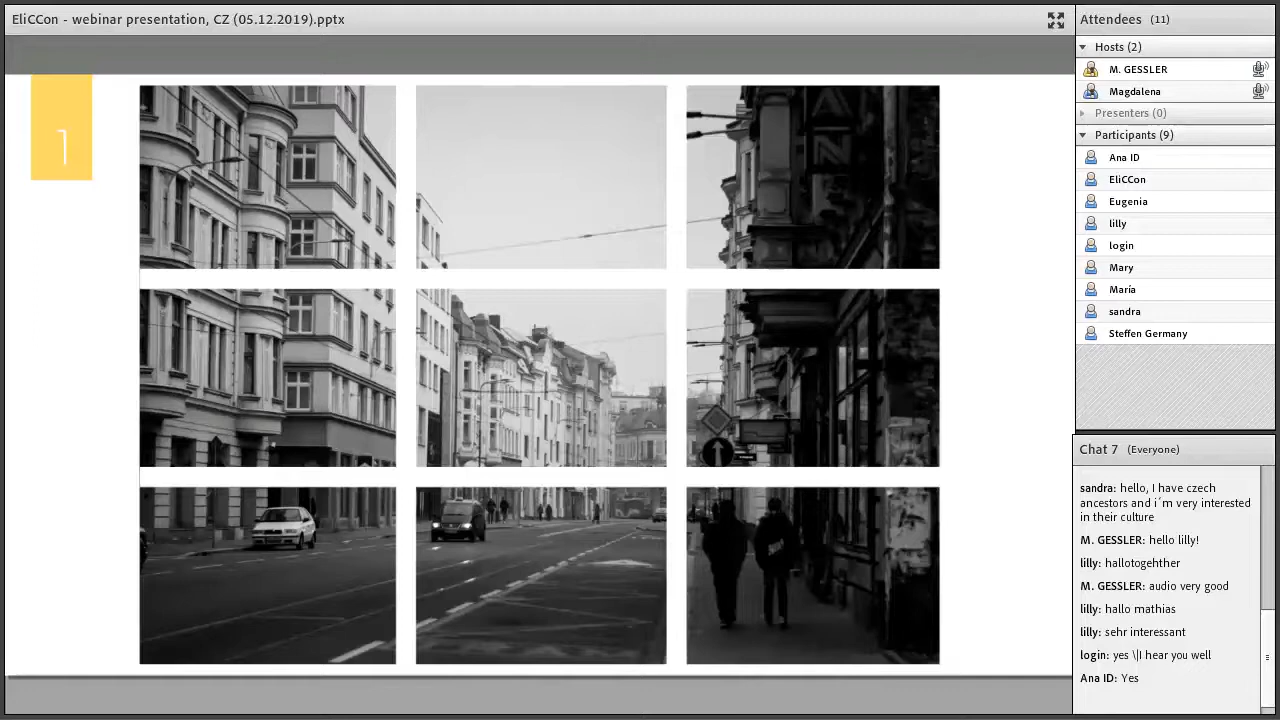 EliCCon - webinar presentation, CZ (05.12.2019).pptx
1
AN
Attendees (11)
Hosts (2)
M. GESSLER
Magdalena
Presenters (0)
Participants (9)
Ana ID
EliCCon
Eugenia
lilly
login
Mary
María
sandra
Steffen Germany
Chat 7 (Everyone)
sandra: hello, I have czech
ancestors and i´m very interested
in their culture
M. GESSLER: hello lilly!
lilly: hallotogehther
M. GESSLER: audio very good
lilly: hallo mathias
lilly: sehr interessant
login: yes \|I hear you well
Ana ID: Yes